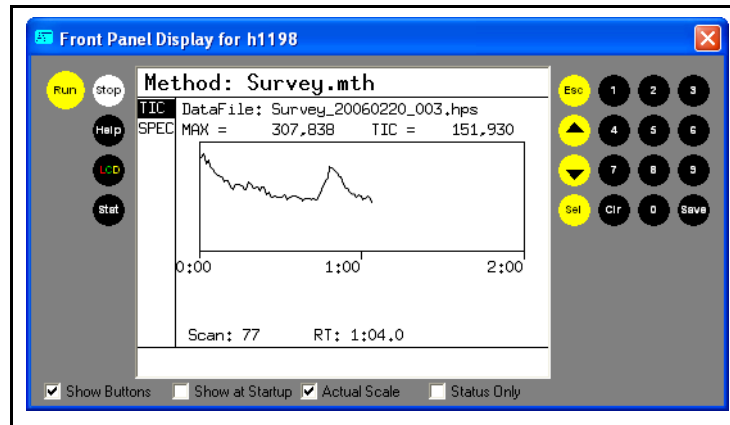 Front Panel Display for h1198
Run Stop
Help
LCD
Stat
Method: Survey.mth
TIC DataFile: Survey_20060220_003.hps
SPEC MAX = 307,838 TIC = 151,930
0:00 1:00 2:00
Scan: 77 RT: 1:04.0
Esc 1 2 3
4 5 6
7 8 9
Sel Clr 0 Save
Show Buttons Show at Startup Actual Scale Status Only